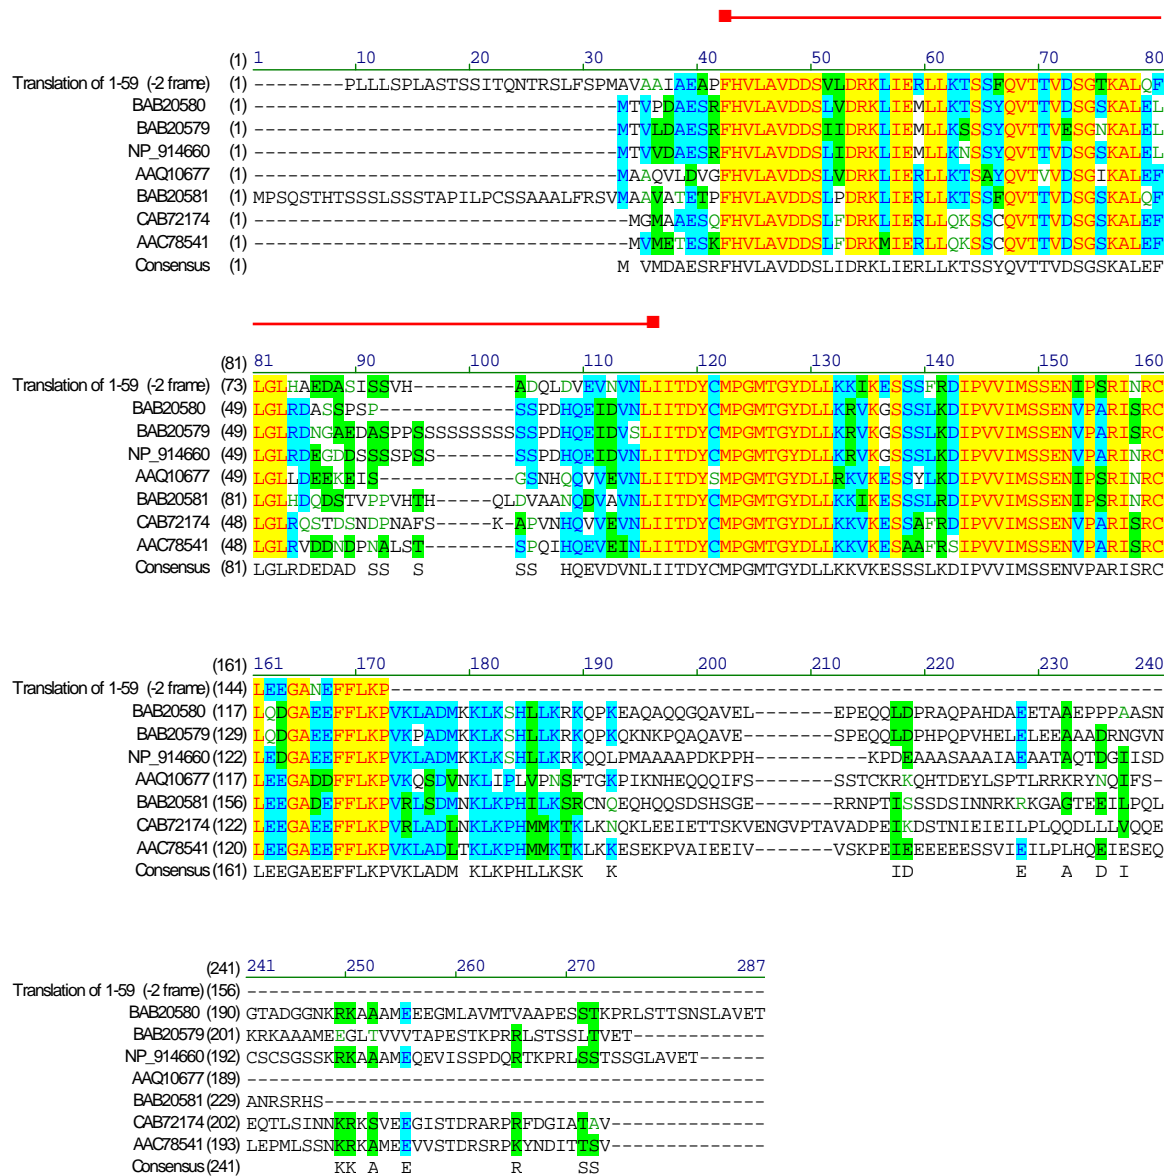 (1) 1 10 20 30 42 50 60 70 80
Translation of 1-59 (-2 frame) (1) --------PLLLSPLASTSSITQNTRSLFSPMAVAAIAEAPFHVLAVDDSVLDRKLIERLLKTSSFQVTTVDSGTKALQF
BAB20580 (1) --------------------------------MTVPDAESRFHVLAVDDSLVDRKLIEMLLKTSSYQVTTVDSGSKALEL
BAB20579 (1) --------------------------------MTVLDAESRFHVLAVDDSIIDRKLIEMLLKSSSYQVTTVESGNKALEL
NP_914660 (1) --------------------------------MTVVDAESRFHVLAVDDSLIDRKLIEMLLKNSSYQVTTVDSGSKALEL
AAQ10677 (1) --------------------------------MAAQVLDVGFHVLAVDDSLVDRKLIERLLKTSAYQVTVVDSGIKALEF
BAB20581 (1) MPSQSTHTSSSLSSSTAPILPCSSAAALFRSVMAAVATETPFHVLAVDDSLPDRKLIERLLKTSSFQVTTVDSGSKALQF
CAB72174 (1) ---------------------------------MGMAAESQFHVLAVDDSLFDRKLIERLLQKSSCQVTTVDSGSKALEF
AAC78541 (1) ---------------------------------MVMETESKFHVLAVDDSLFDRKMIERLLQKSSCQVTTVDSGSKALEF
Consensus (1) M VMDAESRFHVLAVDDSLIDRKLIERLLKTSSYQVTTVDSGSKALEF
(81) 81 90 100 110 120 130 140 150 160
Translation of 1-59 (-2 frame) (73) LGLHAEDASISSVH---------ADQLDVEVNVNLIITDYCMPGMTGYDLLKKIKESSSFRDIPVVIMSSENIPSRINRC
BAB20580 (49) LGLRDASSPSP------------SSPDHQEIDVNLIITDYCMPGMTGYDLLKRVKGSSSLKDIPVVIMSSENVPARISRC
BAB20579 (49) LGLRDNGAEDASPPSSSSSSSSSSSPDHQEIDVSLIITDYCMPGMTGYDLLKRVKGSSSLKDIPVVIMSSENVPARISRC
NP_914660 (49) LGLRDEGDDSSSSPSS-------SSPDHQEIDVNLIITDYCMPGMTGYDLLKRVKGSSSLKDIPVVIMSSENVPARINRC
AAQ10677 (49) LGLLDEEKEIS------------GSNHQQVVEVNLIITDYSMPGMTGYDLLRKVKESSYLKDIPVVIMSSENVPARINRC
BAB20581 (81) LGLHDQDSTVPPVHTH-----QLDVAANQDVAVNLIITDYCMPGMTGYDLLKKIKESSSLRDIPVVIMSSENIPSRINRC
CAB72174 (48) LGLRQSTDSNDPNAFS-----K-APVNHQVVEVNLIITDYCMPGMTGYDLLKKVKESSAFRDIPVVIMSSENVPARISRC
AAC78541 (48) LGLRVDDNDPNALST--------SPQIHQEVEINLIITDYCMPGMTGYDLLKKVKESAAFRSIPVVIMSSENVPARISRC
Consensus (81) LGLRDEDAD SS S SS HQEVDVNLIITDYCMPGMTGYDLLKKVKESSSLKDIPVVIMSSENVPARISRC
(161) 161 170 180 190 200 210 220 230 240
Translation of 1-59 (-2 frame) (144) LEEGANEFFLKP--------------------------------------------------------------------
BAB20580 (117) LQDGAEEFFLKPVKLADMKKLKSHLLKRKQPKEAQAQQGQAVEL-------EPEQQLDPRAQPAHDAEETAAEPPPAASN
BAB20579 (129) LQDGAEEFFLKPVKPADMKKLKSHLLKRKQPKQKNKPQAQAVE--------SPEQQLDPHPQPVHELELEEAAADRNGVN
NP_914660 (122) LEDGAEEFFLKPVKLADMKKLKSHLLKRKQQLPMAAAAPDKPPH-------KPDEAAASAAAIAEAATAQTDGIISD
AAQ10677 (117) LEEGADDFFLKPVKQSDVNKLIPLVPNSFTGKPIKNHEQQQIFS-------SSTCKRKQHTDEYLSPTLRRKRYNQIFS-
BAB20581 (156) LEEGADEFFLKPVRLSDMNKLKPHILKSRCNQEQHQQSDSHSGE-------RRNPTISSSDSINNRKRKGAGTEEILPQL
CAB72174 (122) LEEGAEEFFLKPVRLADLNKLKPHMMKTKLKNQKLEEIETTSKVENGVPTAVADPEIKDSTNIEIEILPLQQDLLLVQQE
AAC78541 (120) LEEGAEEFFLKPVKLADLTKLKPHMMKTKLKKESEKPVAIEEIV-------VSKPEIEEEEEESSVIEILPLHQEIESEQ
Consensus (161) LEEGAEEFFLKPVKLADM KLKPHLLKSK K ID E A D I
(241) 241 250 260 270 287
Translation of 1-59 (-2 frame) (156) -----------------------------------------------
BAB20580 (190) GTADGGNKRKAAAMEEEGMLAVMTVAAPESSTKPRLSTTSNSLAVET
BAB20579 (201) KRKAAAMEEGLTVVVTAPESTKPRRLSTSSLTVET------------
NP_914660 (192) CSCSGSSKRKAAAMEQEVISSPDQRTKPRLSSTSSGLAVET------
AAQ10677 (189) -----------------------------------------------
BAB20581 (229) ANRSRHS----------------------------------------
CAB72174 (202) EQTLSINNKRKSVEEGISTDRARPRFDGIATAV--------------
AAC78541 (193) LEPMLSSNKRKAMEEVVSTDRSRPKYNDITTSV--------------
Consensus (241) KK A E R SS